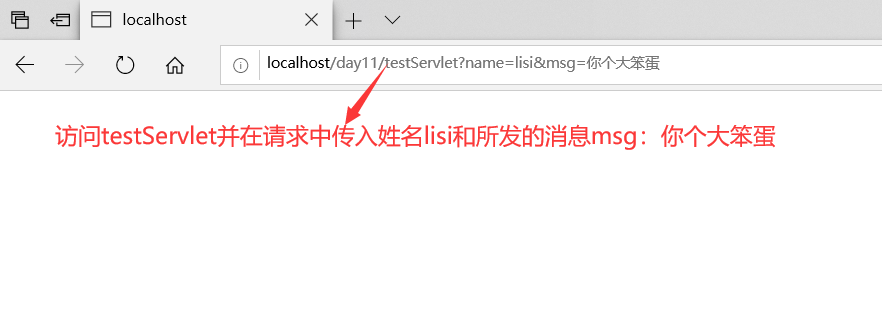 localhost
localhost/day11/testServlet?name=lisi&msg=你个大笨蛋
访问testServlet并在请求中传入姓名lisi和所发的消息msg：你个大笨蛋